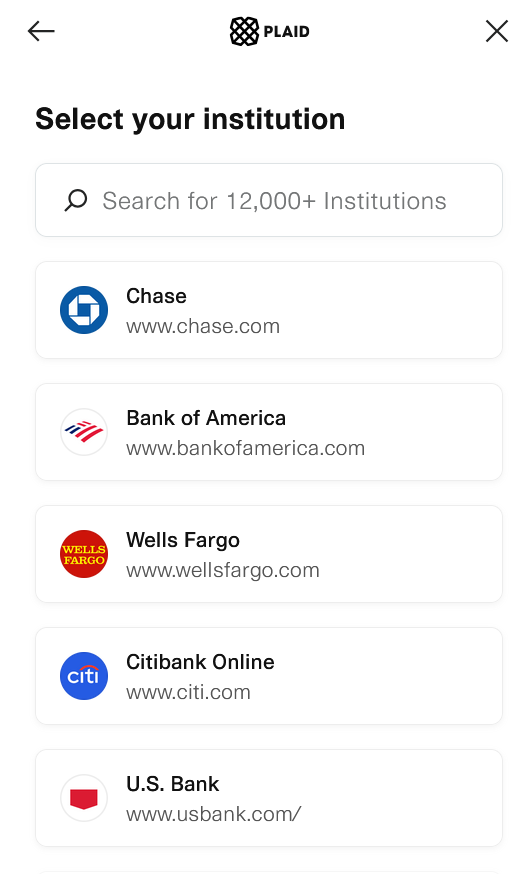 PLAID
Select your institution
Search for 12,000+ Institutions
Chase
www.chase.com
Bank of America
www.bankofamerica.com
WELLS
FARGO
Wells Fargo
www.wellsfargo.com
citi
Citibank Online
www.citi.com
U.S. Bank
www.usbank.com/